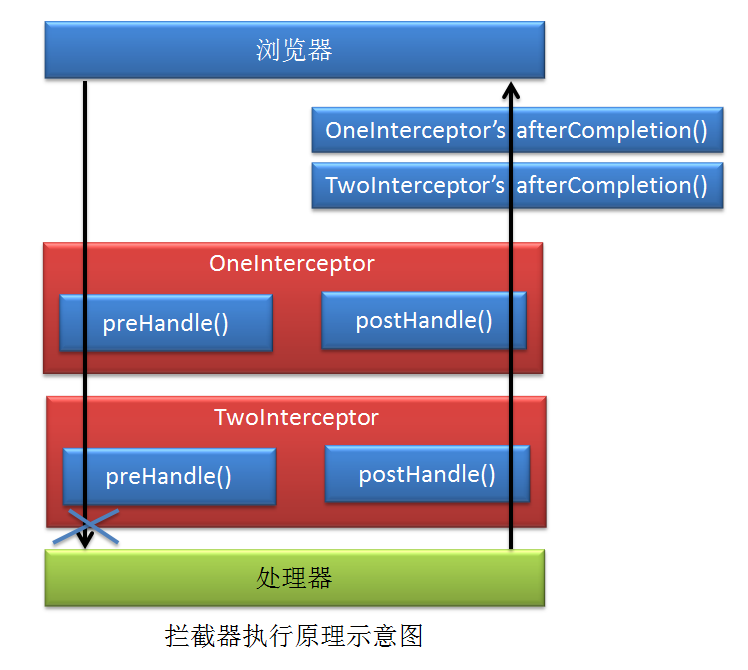 浏览器
OneInterceptor’s afterCompletion()
TwoInterceptor’s afterCompletion()
OneInterceptor
preHandle()
postHandle()
TwoInterceptor
preHandle()
postHandle()
处理器
拦截器执行原理示意图